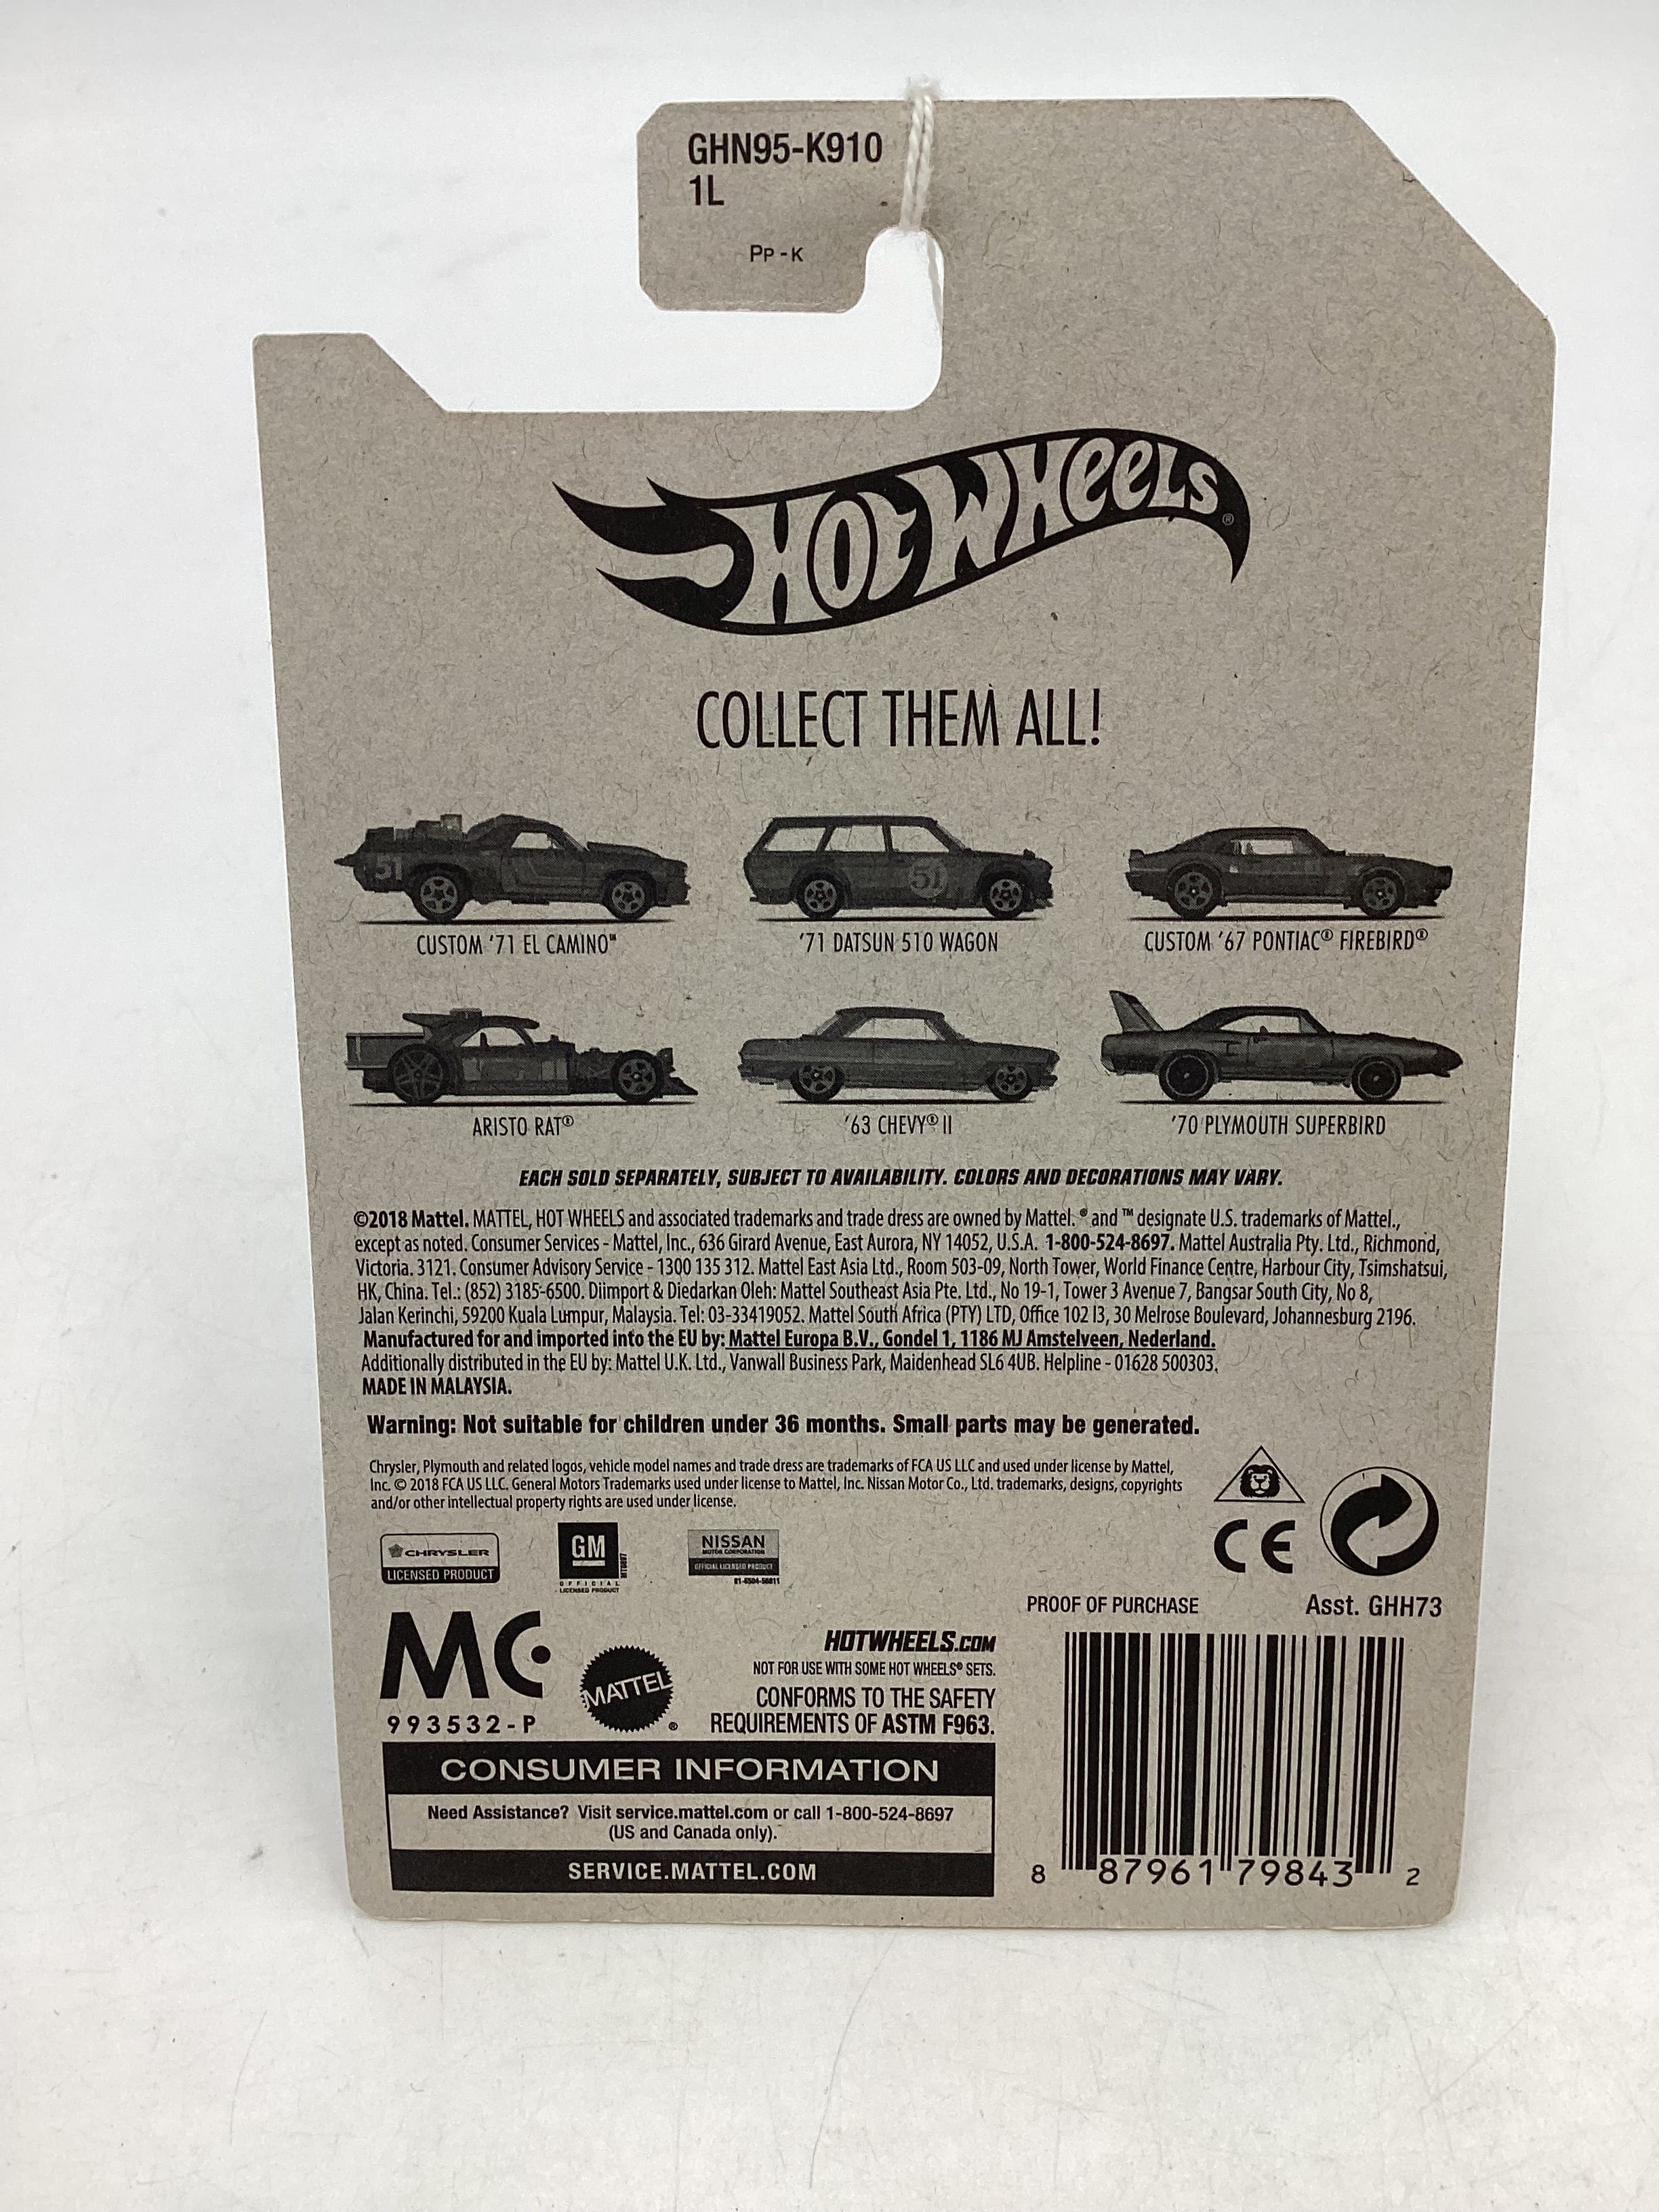 GHN95-K910
1L
PP - K
HOT WHEELS®
COLLECT THEM ALL!
51
51
CUSTOM '71 EL CAMINO™
'71 DATSUN 510 WAGON
CUSTOM '67 PONTIAC® FIREBIRD®
ARISTO RAT®
'63 CHEVY® II
'70 PLYMOUTH SUPERBIRD
EACH SOLD SEPARATELY, SUBJECT TO AVAILABILITY. COLORS AND DECORATIONS MAY VARY.
©2018 Mattel. MATTEL, HOT WHEELS and associated trademarks and trade dress are owned by Mattel. ® and ™ designate U.S. trademarks of Mattel.,
except as noted. Consumer Services - Mattel, Inc., 636 Girard Avenue, East Aurora, NY 14052, U.S.A. 1-800-524-8697. Mattel Australia Pty. Ltd., Richmond,
Victoria. 3121. Consumer Advisory Service - 1300 135 312. Mattel East Asia Ltd., Room 503-09, North Tower, World Finance Centre, Harbour City, Tsimshatsui,
HK, China. Tel.: (852) 3185-6500. Diimport & Diedarkan Oleh: Mattel Southeast Asia Pte. Ltd., No 19-1, Tower 3 Avenue 7, Bangsar South City, No 8,
Jalan Kerinchi, 59200 Kuala Lumpur, Malaysia. Tel: 03-33419052. Mattel South Africa (PTY) LTD, Office 102 I3, 30 Melrose Boulevard, Johannesburg 2196.
Manufactured for and imported into the EU by: Mattel Europa B.V., Gondel 1, 1186 MJ Amstelveen, Nederland.
Additionally distributed in the EU by: Mattel U.K. Ltd., Vanwall Business Park, Maidenhead SL6 4UB. Helpline - 01628 500303.
MADE IN MALAYSIA.
Warning: Not suitable for children under 36 months. Small parts may be generated.
Chrysler, Plymouth and related logos, vehicle model names and trade dress are trademarks of FCA US LLC and used under license by Mattel,
Inc. © 2018 FCA US LLC. General Motors Trademarks used under license to Mattel, Inc. Nissan Motor Co., Ltd. trademarks, designs, copyrights
and/or other intellectual property rights are used under license.
CHRYSLER
LICENSED PRODUCT
GM
OFFICIAL
LICENSED PRODUCT
NISSAN
MOTOR CORPORATION
OFFICIAL LICENSED PRODUCT
CE
PROOF OF PURCHASE
Asst. GHH73
MC
993532-P
MATTEL®
HOTWHEELS.COM
NOT FOR USE WITH SOME HOT WHEELS® SETS.
CONFORMS TO THE SAFETY
REQUIREMENTS OF ASTM F963.
CONSUMER INFORMATION
Need Assistance? Visit service.mattel.com or call 1-800-524-8697
(US and Canada only).
SERVICE.MATTEL.COM
8 87961 79843 2